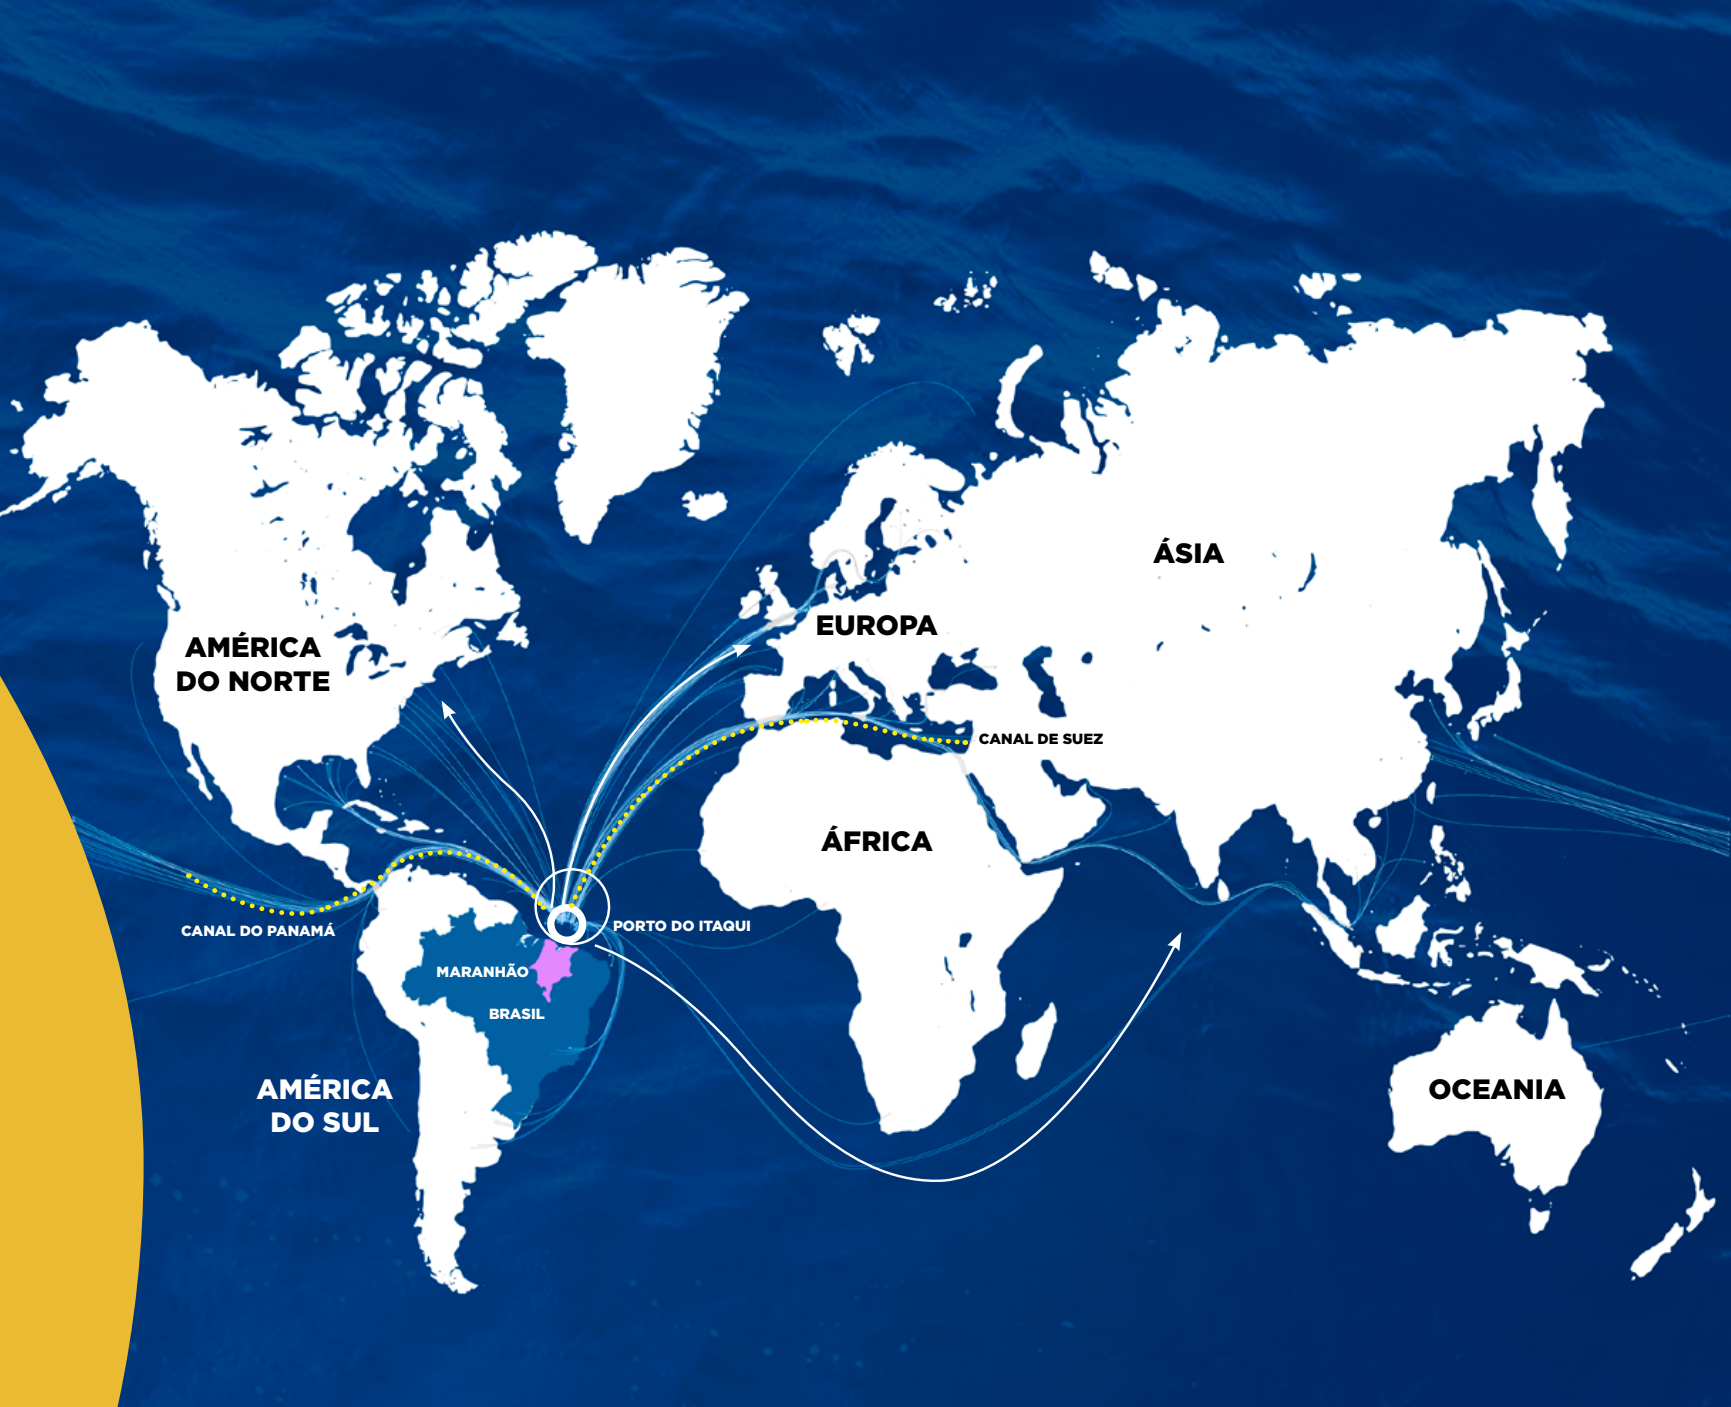 ÁSIA
EUROPA
AMÉRICA
DO NORTE
CANAL DE SUEZ
ÁFRICA
CANAL DO PANAMÁ
PORTO DO ITAQUI
MARANHÃO
BRASIL
AMÉRICA
DO SUL
OCEANIA